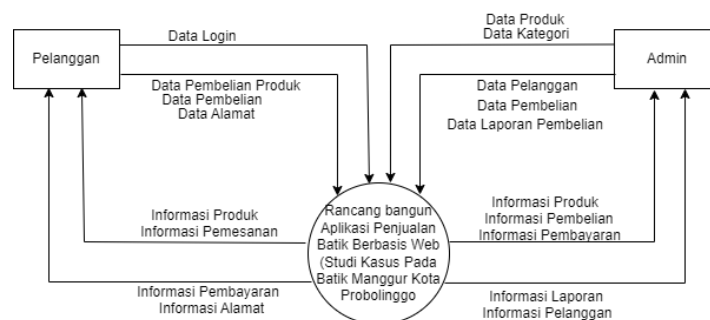 Data Produk
Data Kategori
Data Login
Pelanggan
Admin
Data Pembelian Produk
Data Pembelian
Data Alamat
Data Pelanggan
Data Pembelian
Data Laporan Pembelian
Rancang bangun
Aplikasi Penjualan
Batik Berbasis Web
(Studi Kasus Pada
Batik Manggur Kota
Probolinggo
Informasi Produk
Informasi Pemesanan
Informasi Produk
Informasi Pembelian
Informasi Pembayaran
Informasi Pembayaran
Informasi Alamat
Informasi Laporan
Informasi Pelanggan